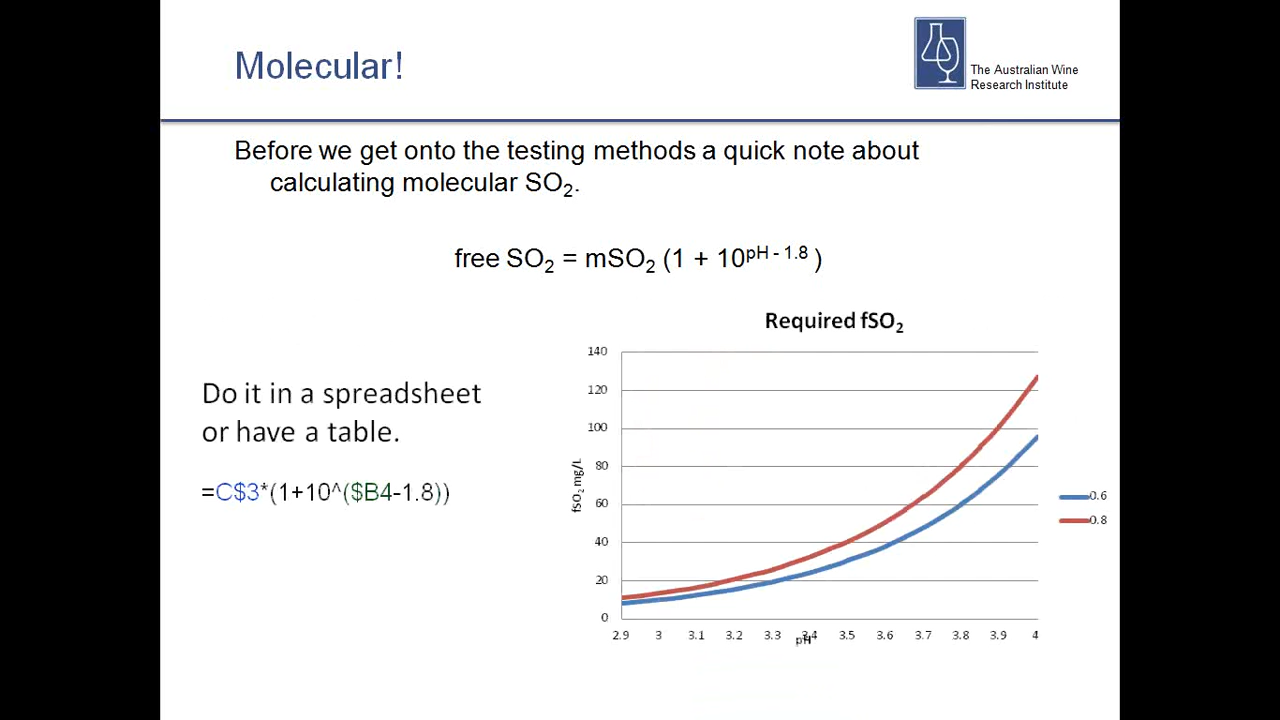 Molecular!
The Australian Wine
Research Institute
Before we get onto the testing methods a quick note about
calculating molecular SO₂.
free SO₂ = mSO₂ (1 + 10^pH - 1.8 )
Required fSO₂
Do it in a spreadsheet
or have a table.
=C$3*(1+10^($B4-1.8))
140
120
100
80
60
40
20
0
fSO₂ mg/L
2.9 3 3.1 3.2 3.3 3.4 3.5 3.6 3.7 3.8 3.9 4
pH
0.6
0.8